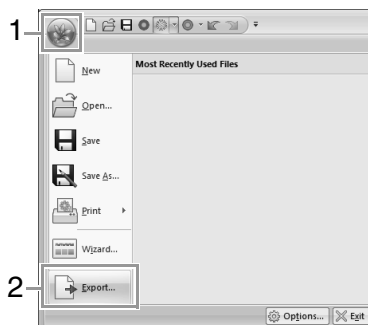 1
New
Most Recently Used Files
Open...
Save
Save As...
Print
Wizard...
2
Export...
Options...
Exit